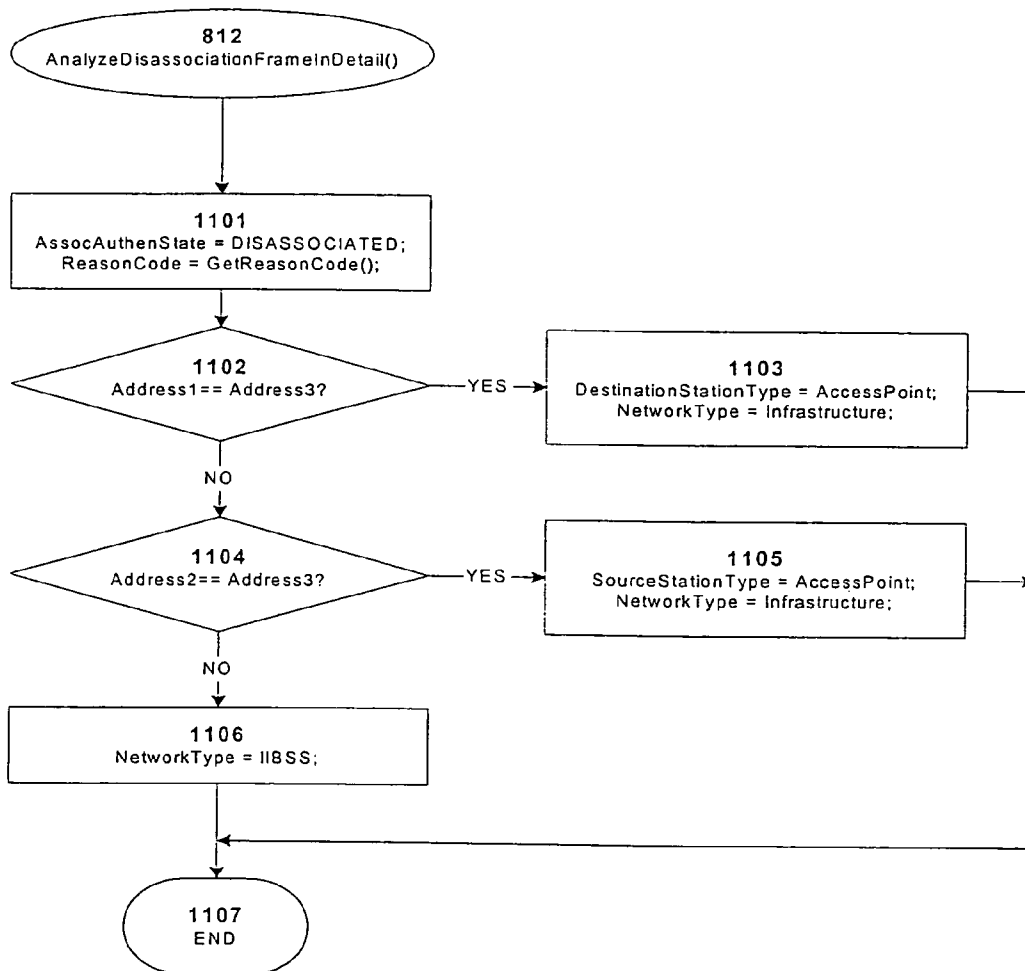 812
AnalyzeDisassociationFrameInDetail()
1101
AssocAuthenState = DISASSOCIATED;
ReasonCode = GetReasonCode();
1102
Address1== Address3?
YES
1103
DestinationStationType = AccessPoint;
NetworkType = Infrastructure;
NO
1104
Address2== Address3?
YES
1105
SourceStationType = AccessPoint;
NetworkType = Infrastructure;
NO
1106
NetworkType = IIBSS;
1107
END